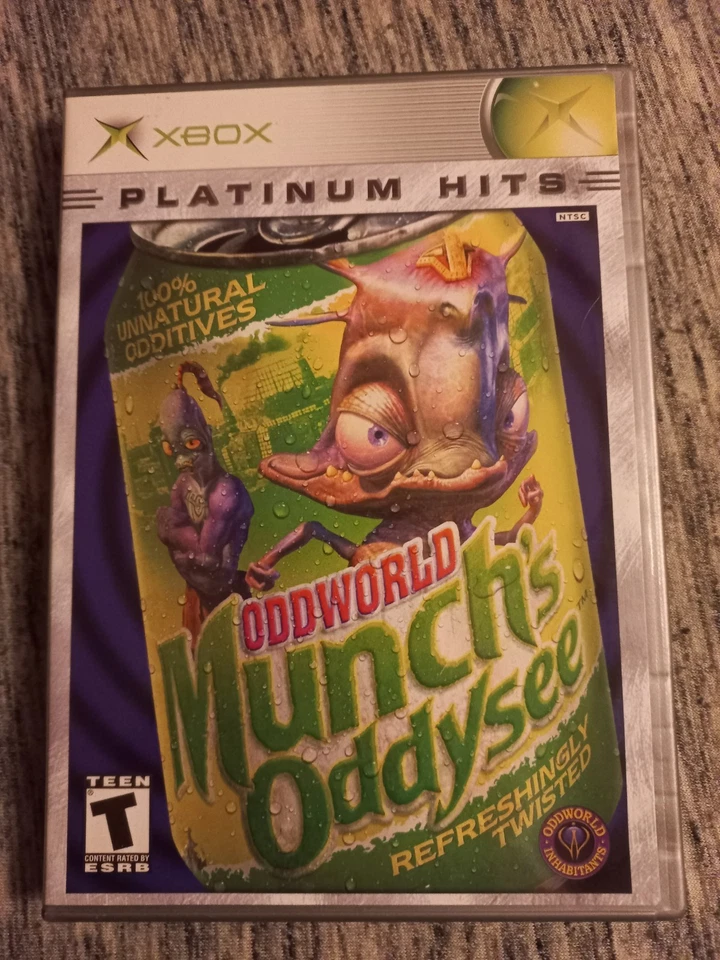 XBOX
PLATINUM HITS
NTSC
100%
UNNATURAL
ODDITIVES
ODDWORLD
Munch's
Oddysee
TM
REFRESHINGLY
TWISTED
TEEN
T
CONTENT RATED BY
ESRB
ODDWORLD
INHABITANTS